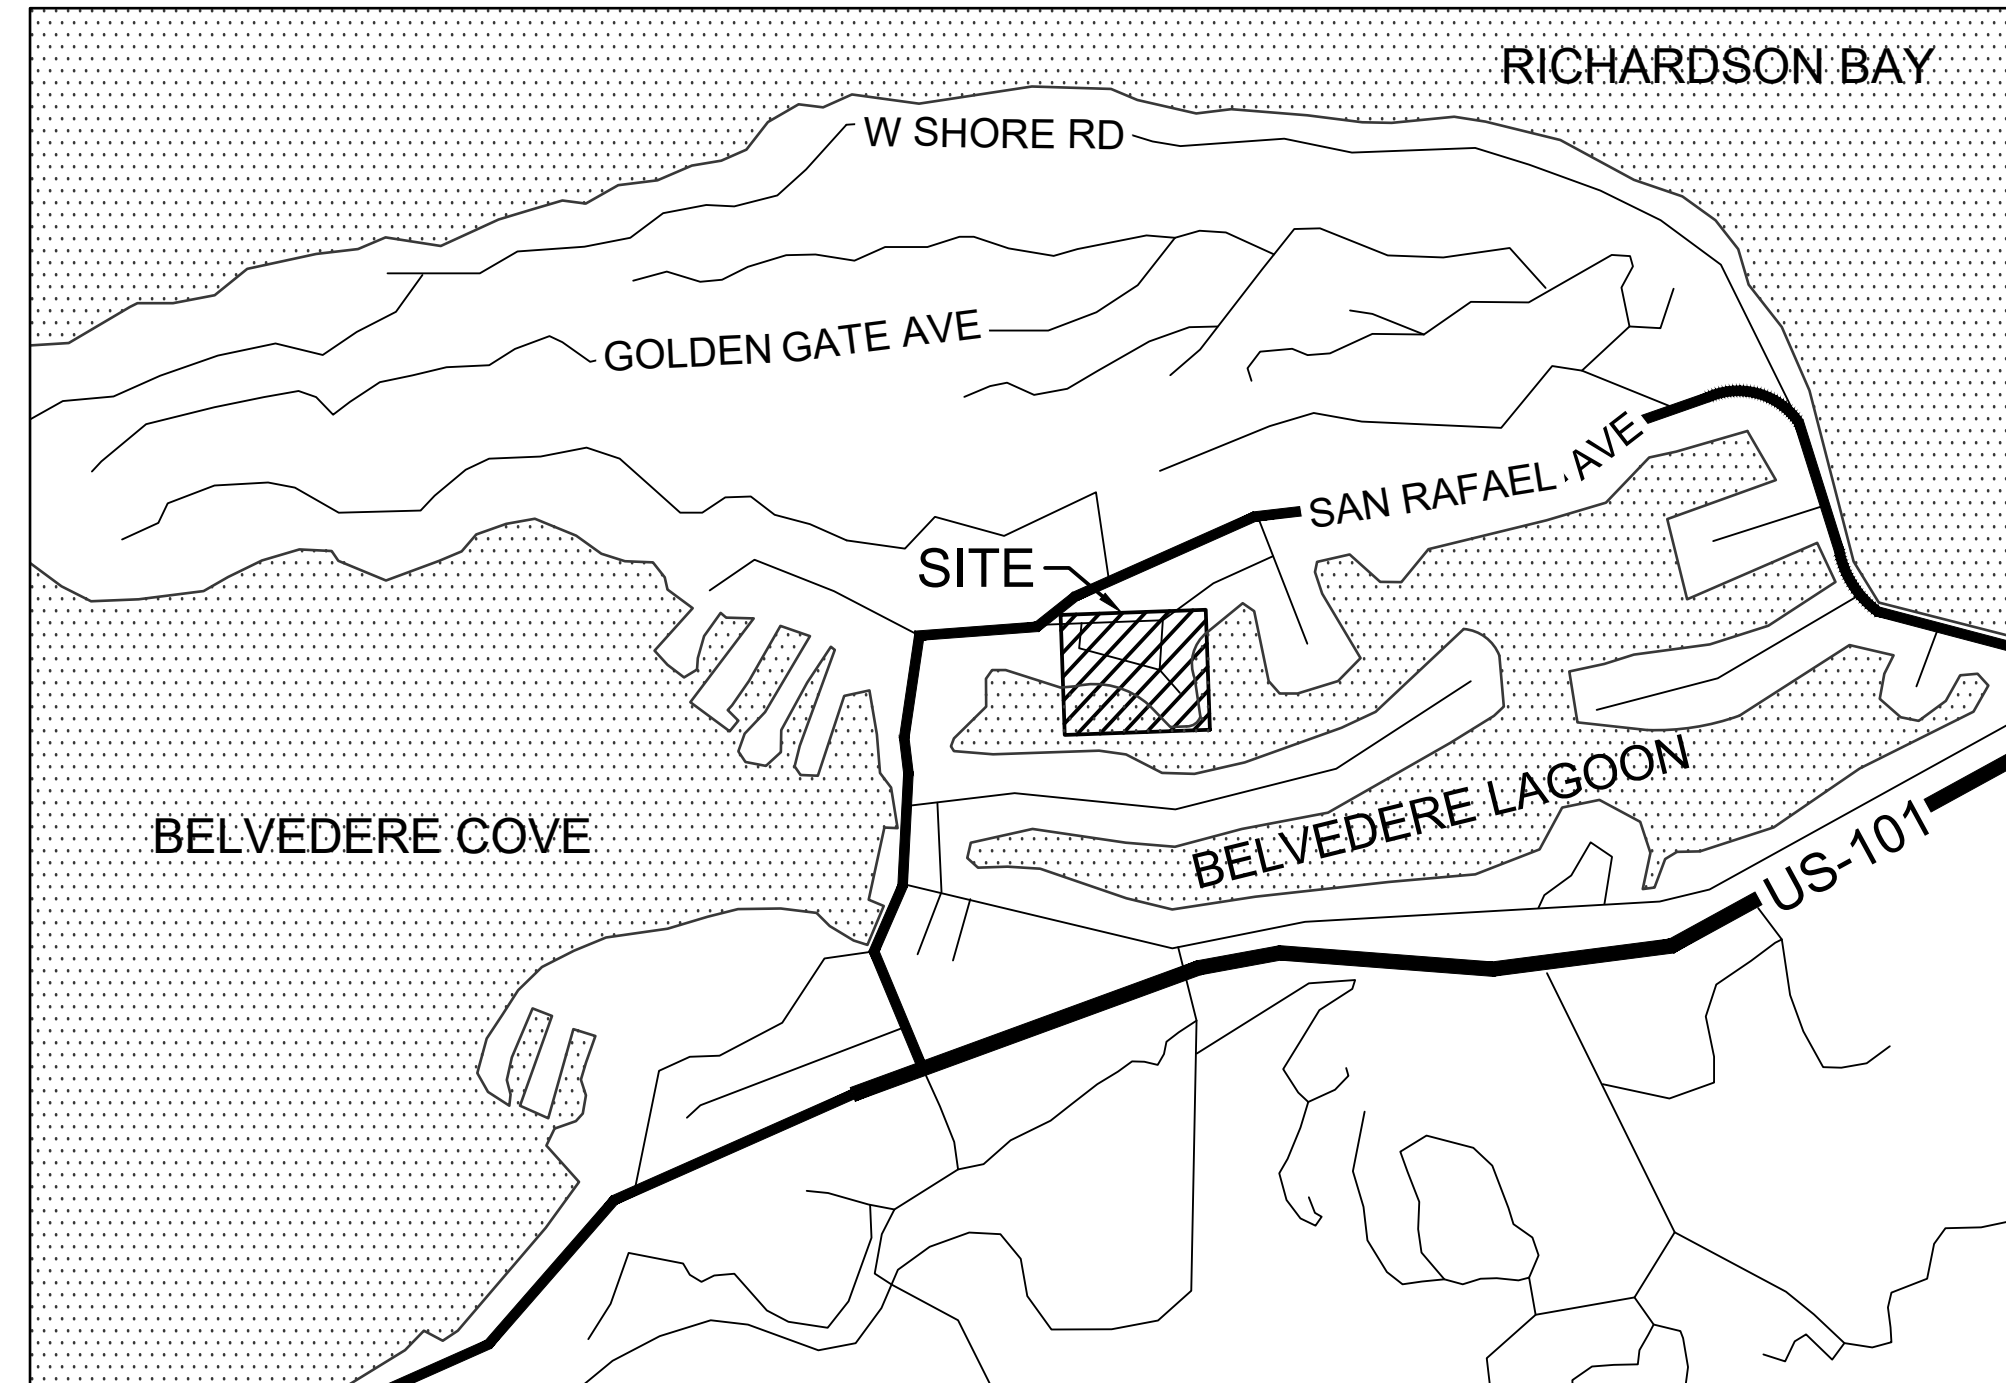 RICHARDSON BAY
W SHORE RD
GOLDEN GATE AVE
SAN RAFAEL AVE
SITE
BELVEDERE COVE
BELVEDERE LAGOON
US-101